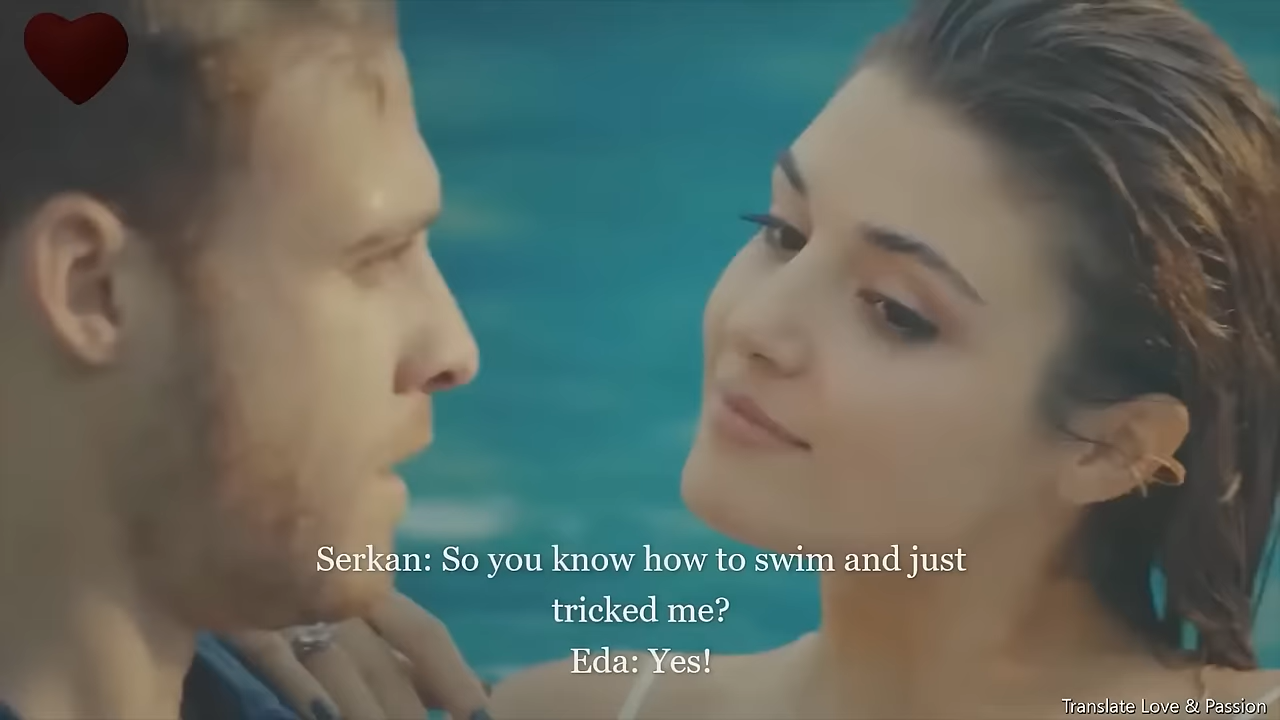 Serkan: So you know how to swim and just
tricked me?
Eda: Yes!
Translate Love & Passion